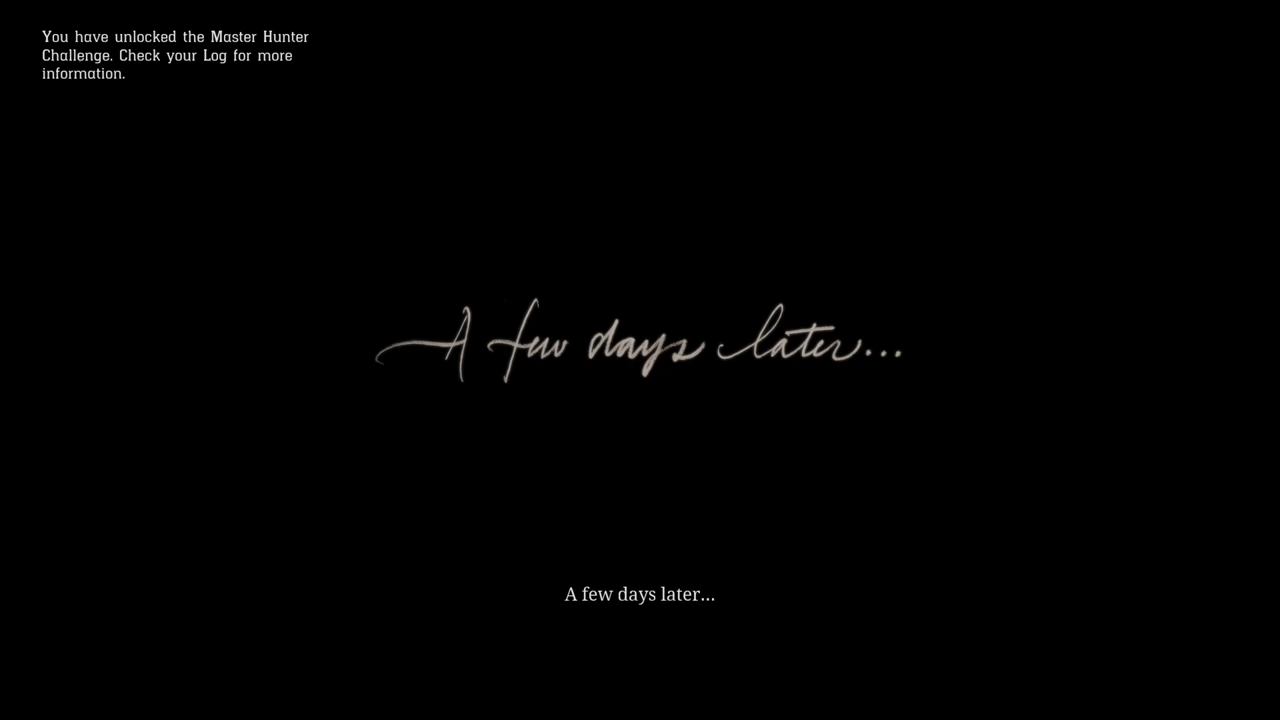 You have unlocked the Master Hunter
Challenge. Check your Log for more
information.
A few days later...
A few days later...